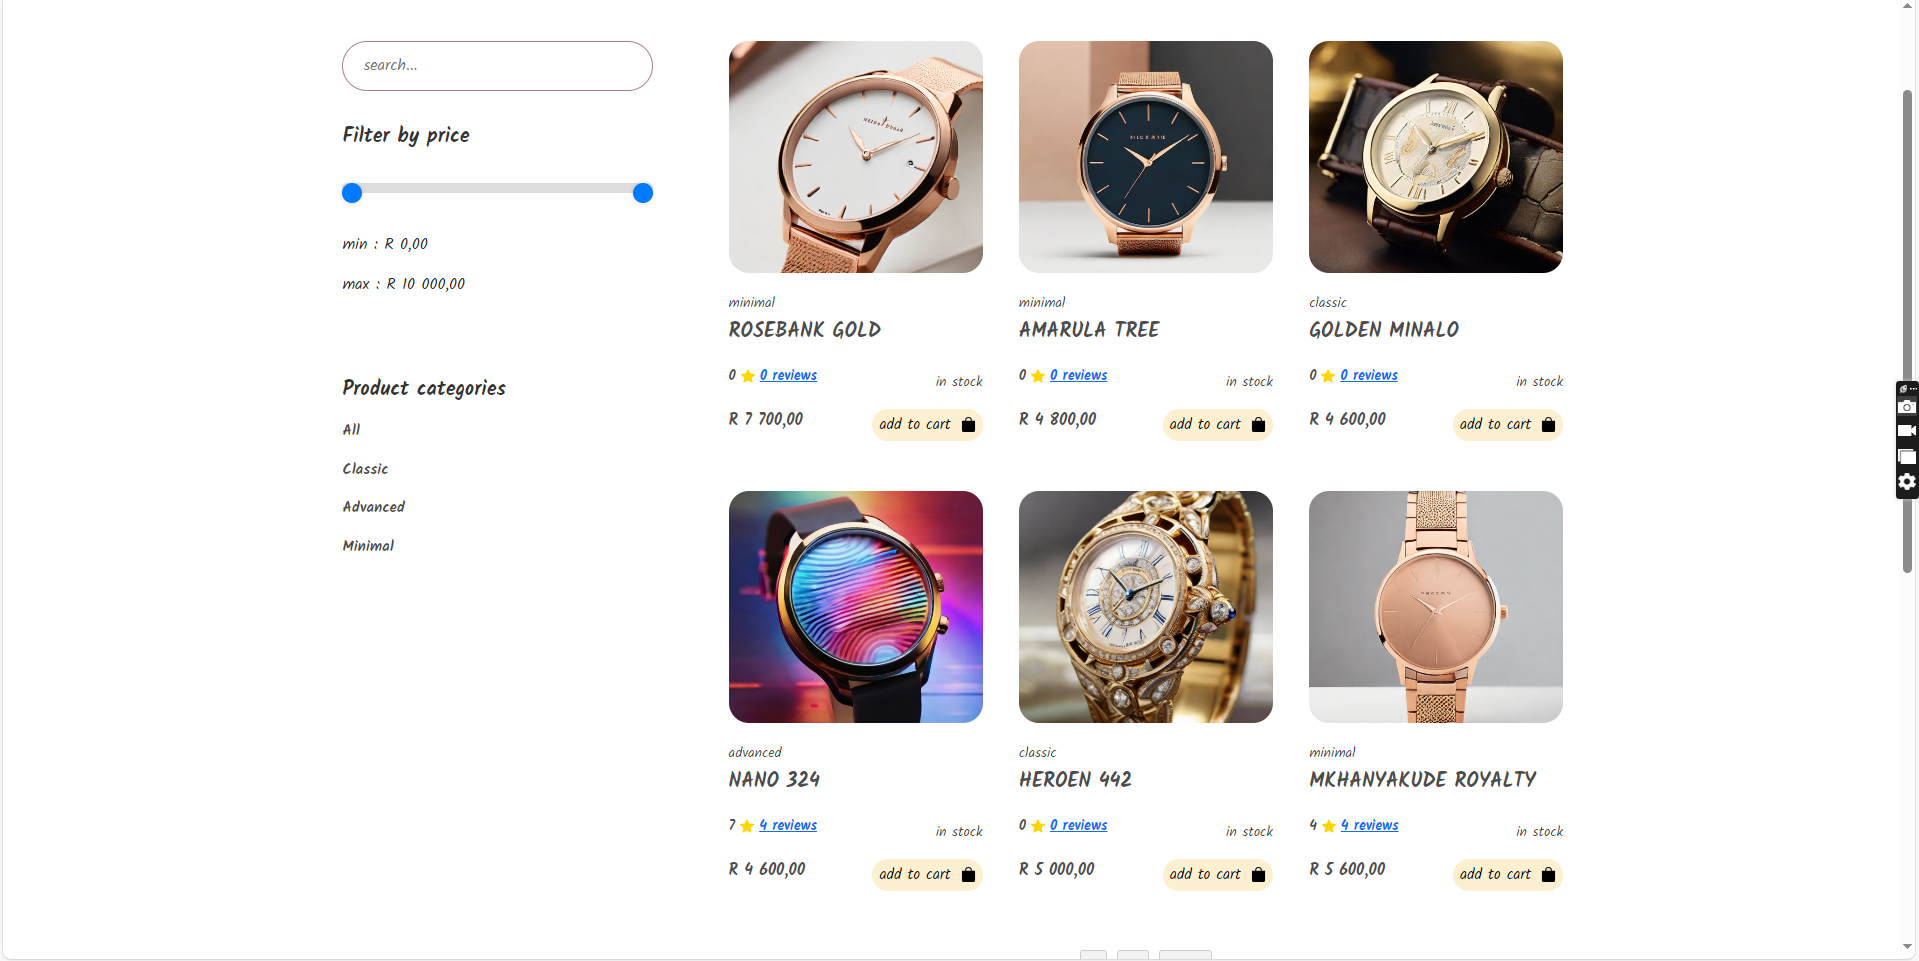 search...
Filter by price
min : R 0,00
max : R 10 000,00
Product categories
All
Classic
Advanced
Minimal
minimal
ROSEBANK GOLD
0 0 reviews
in stock
R 7 700,00
add to cart
minimal
AMARULA TREE
0 0 reviews
in stock
R 4 800,00
add to cart
classic
GOLDEN MINALO
0 0 reviews
in stock
R 4 600,00
add to cart
advanced
NANO 324
7 4 reviews
in stock
R 4 600,00
add to cart
classic
HEROEN 442
0 0 reviews
in stock
R 5 000,00
add to cart
minimal
MKHANYAKUDE ROYALTY
4 4 reviews
in stock
R 5 600,00
add to cart